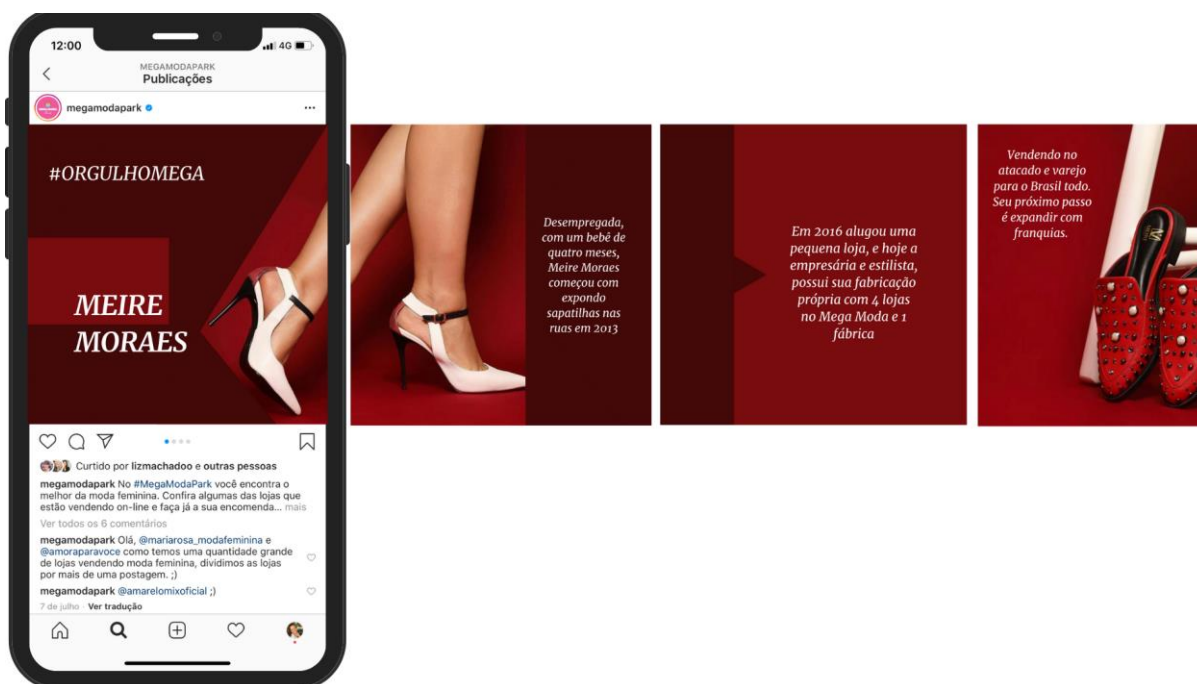 12:00
4G
MEGAMODAPARK
Publicações
megamodapark
#ORGULHOMEGA
MEIRE
MORAES
Curtido por lizmachadoo e outras pessoas
megamodapark No #MegaModaPark você encontra o
melhor da moda feminina. Confira algumas das lojas que
estão vendendo on-line e faça já a sua encomenda... mais
Ver todos os 6 comentários
megamodapark Olá, @mariarosa_modafeminina e
@amoraparavoce como temos uma quantidade grande
de lojas vendendo moda feminina, dividimos as lojas
por mais de uma postagem. ;)
megamodapark @amarelomixoficial ;)
7 de julho · Ver tradução
Desempregada,
com um bebê de
quatro meses,
Meire Moraes
começou com
expondo
sapatilhas nas
ruas em 2013
Em 2016 alugou uma
pequena loja, e hoje a
empresária e estilista,
possui sua fabricação
própria com 4 lojas
no Mega Moda e 1
fábrica
Vendendo no
atacado e varejo
para o Brasil todo.
Seu próximo passo
é expandir com
franquias.